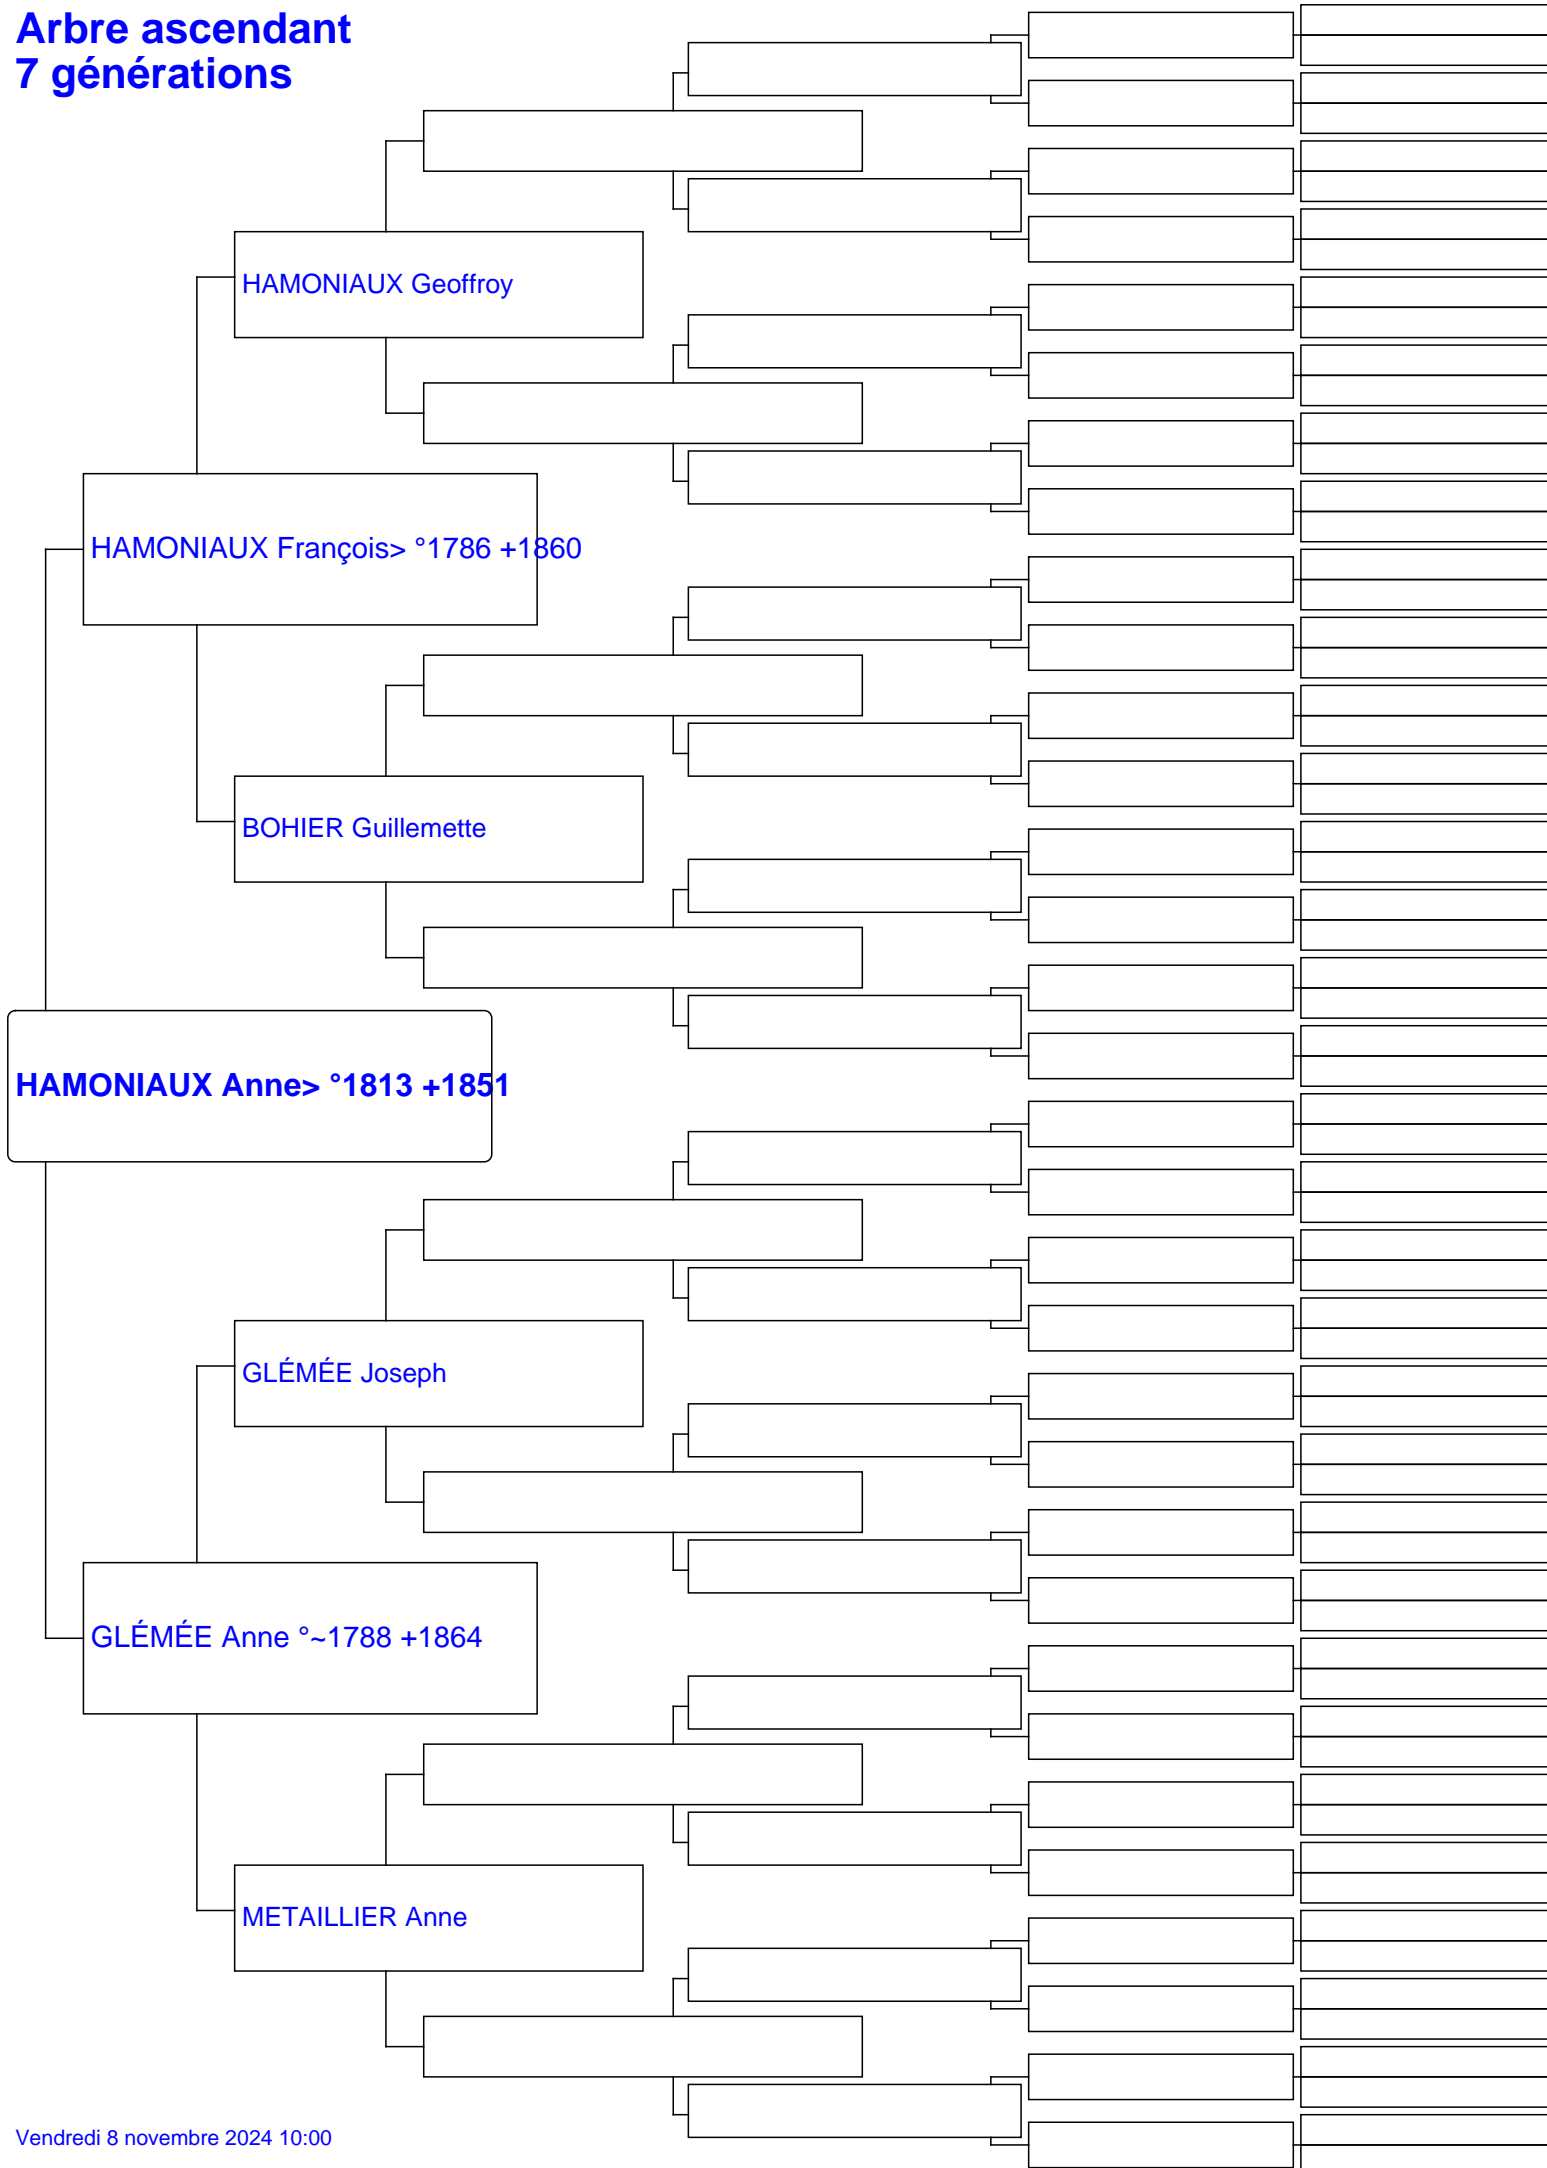 Arbre ascendant
7 générations
HAMONIAUX Geoffroy
HAMONIAUX François> °1786 +1860
BOHIER Guillemette
HAMONIAUX Anne> °1813 +1851
GLÉMÉE Joseph
GLÉMÉE Anne °~1788 +1864
METAILLIER Anne
Vendredi 8 novembre 2024 10:00